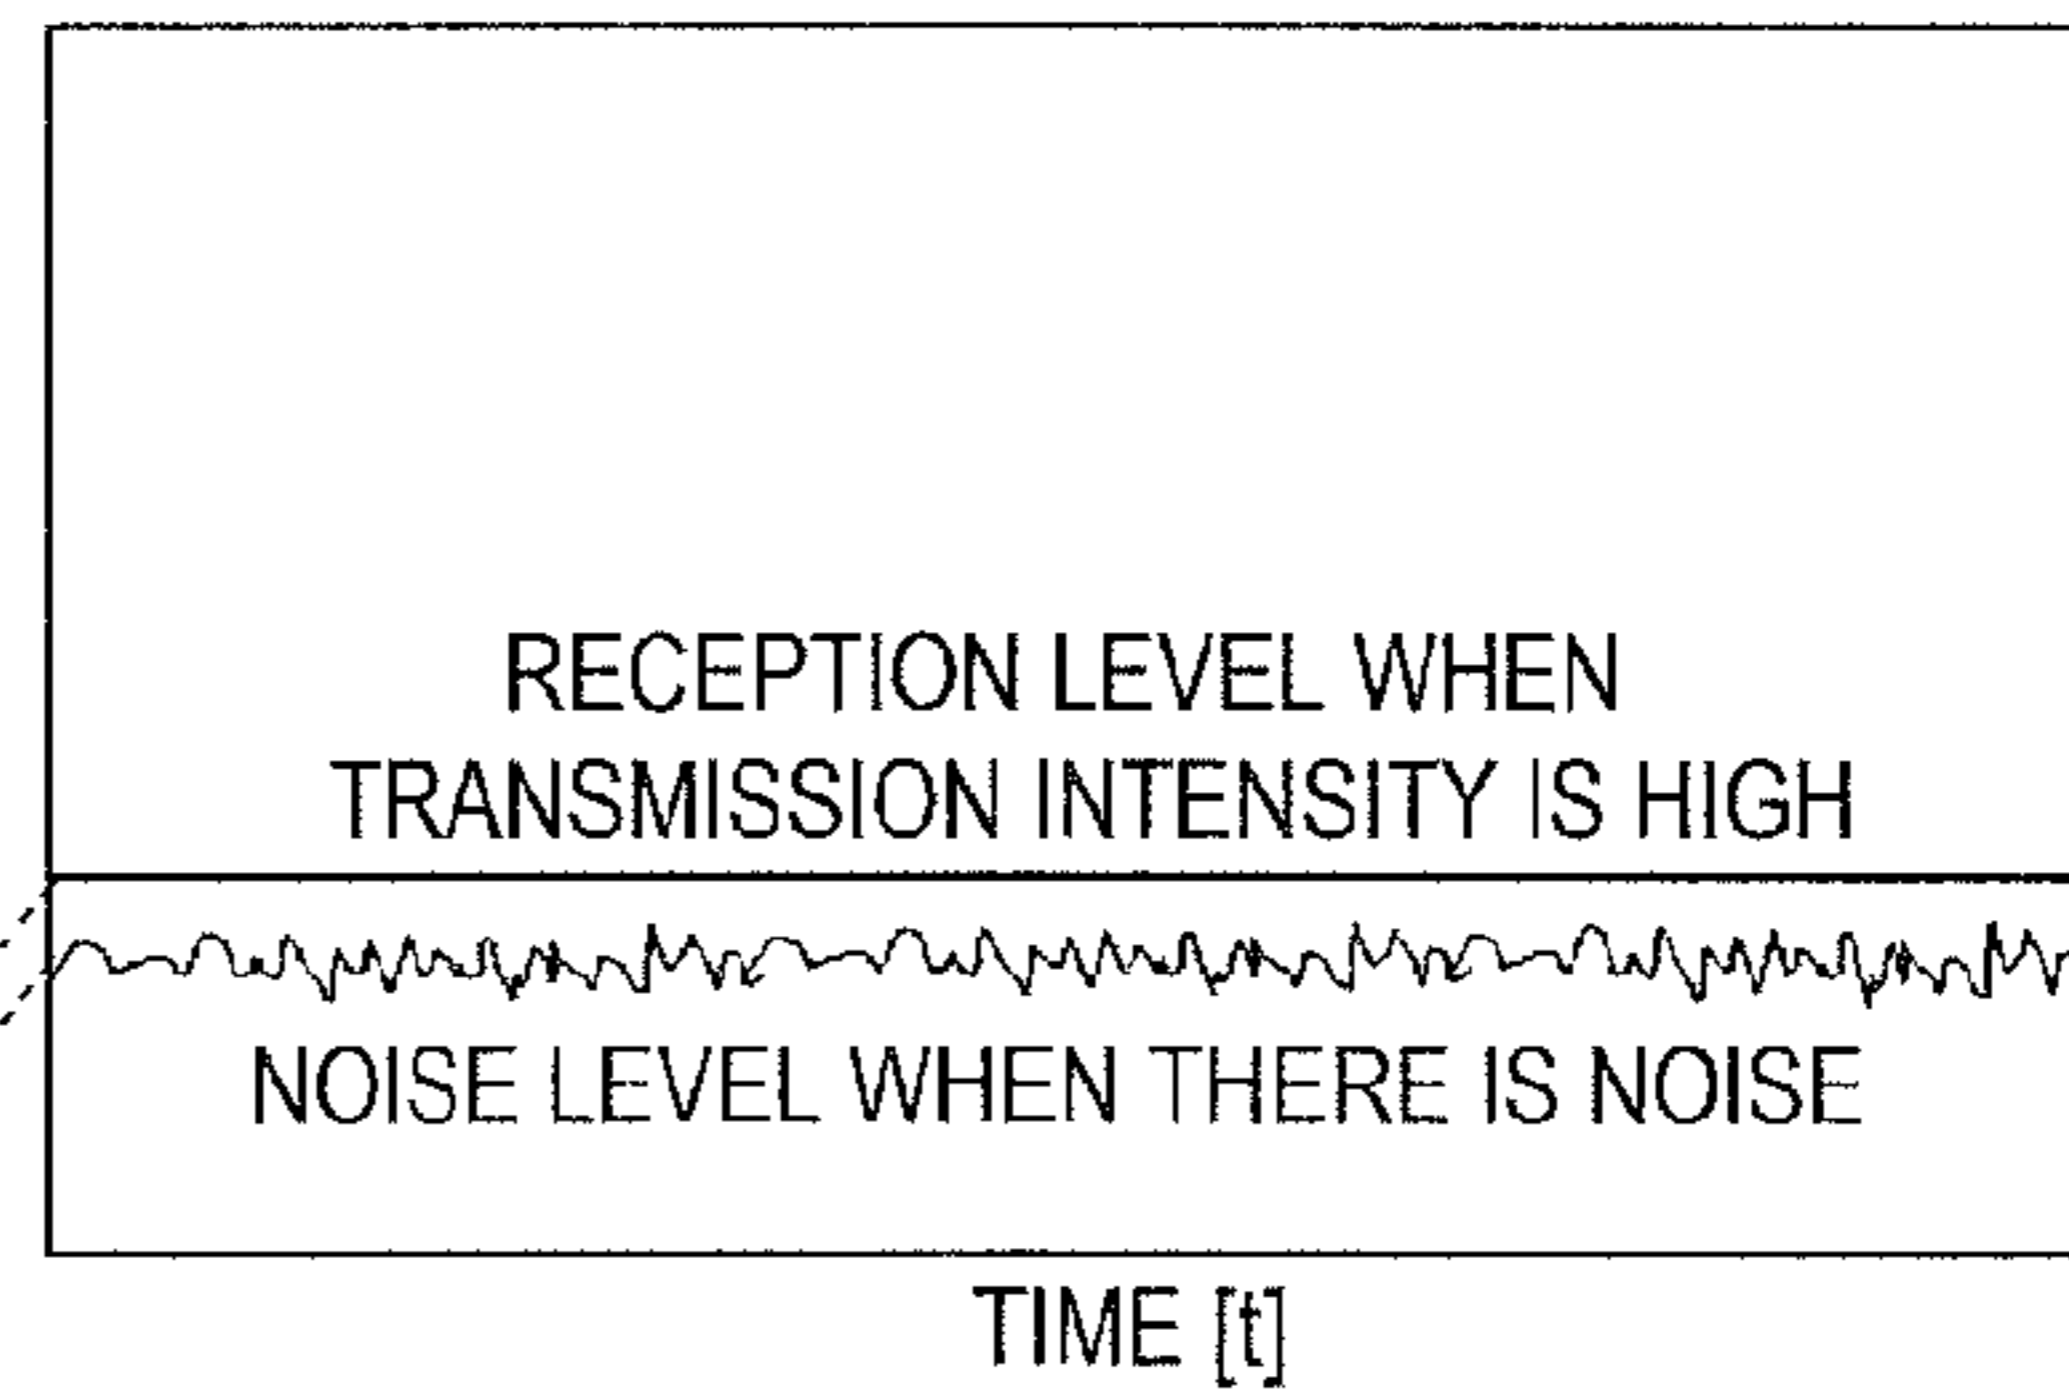 RECEPTION LEVEL WHEN
TRANSMISSION INTENSITY IS HIGH
NOISE LEVEL WHEN THERE IS NOISE
TIME [t]